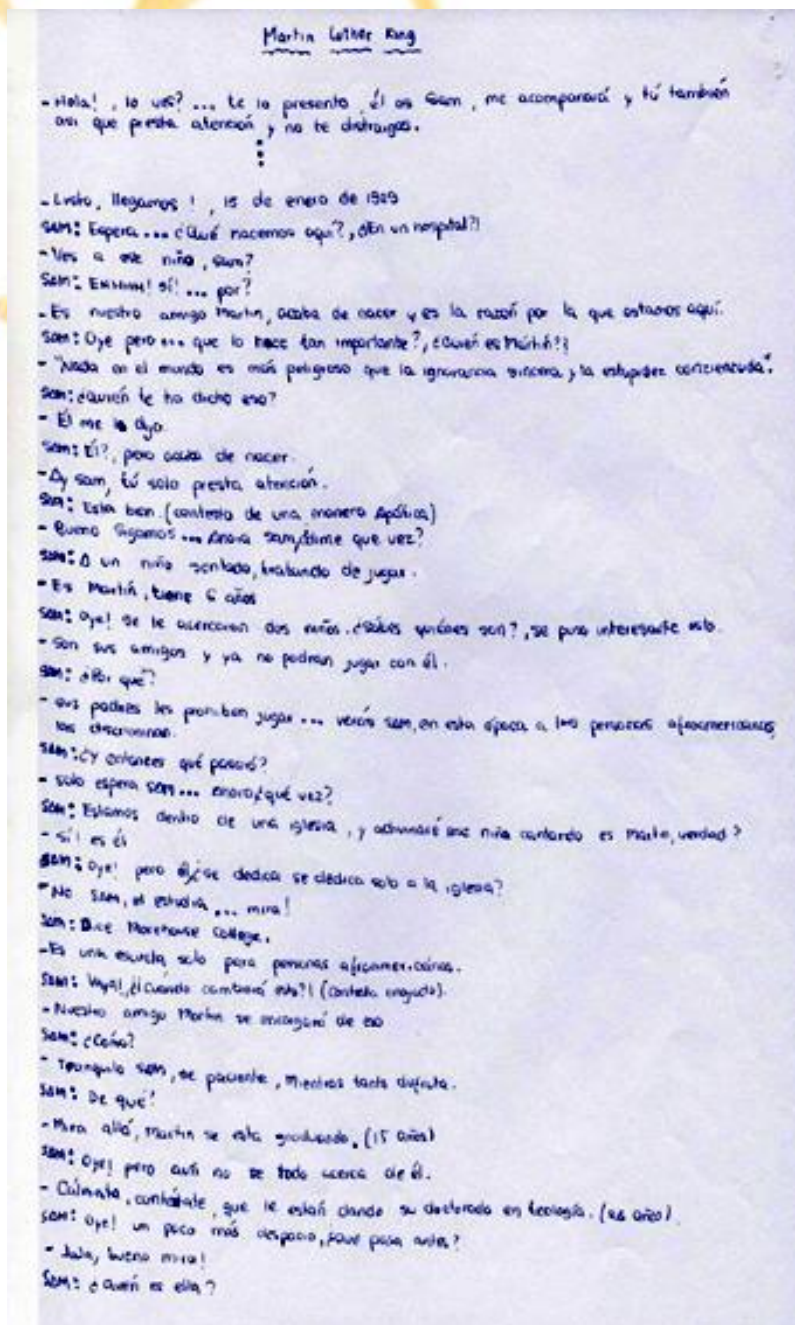 Martin Luther King
- Hola! , lo ves? ... te lo presento, él es Sam, me acompañará y tú también
así que presta atención y no te distraigas.
- Listo, llegamos ! , 15 de enero de 1929
SAM: Espera ... ¿Qué hacemos aquí?, ¿En un hospital?!
- Ves a ese niño, Sam?
SAM: EHHHH! sí! ... por?
- Es nuestro amigo Martin, acaba de nacer y es la razón por la que estamos aquí.
Sam: Oye pero ... que lo hace tan importante?, ¿Quién es Martin?!
- "Nada en el mundo es más peligroso que la ignorancia sincera y la estupidez concienzuda".
Sam: ¿Quién te ha dicho eso?
- Él me lo dijo
Sam: Él?, pero acaba de nacer.
- Ay sam, tú solo presta atención.
Sam: Esta bien (contesto de una manera Apática)
- Bueno Sigamos ... Ahora sam, dime que vez?
Sam: A un niño sentado, tratando de jugar.
- Es Martin, tiene 6 años
Sam: Oye! se le acercaron dos niños. ¿Sabes quiénes son?, se puso interesante esto.
- Son sus amigos y ya no podran jugar con él.
Sam: ¿Por qué?
- Sus padres les prohiben jugar ... verás sam, en esta época a las personas afroamericanas
las discriminan.
Sam: ¿Y entonces qué pasará?
- Solo espera sam ... ahora, ¿qué vez?
Sam: Estamos dentro de una iglesia, y adivinaré ese niño cantando es Martin, verdad?
- sí! es él
Sam: Oye! pero él, ¿se dedica se dedica solo a la iglesia?
- No Sam, él estudia ... mira!
Sam: Dice Morehouse College.
- Es una escuela solo para personas afroamericanas.
Sam: Vaya!, ¿¡Cuándo cambiará esto?! (Contesta enojado).
- Nuestro amigo Martin se encargará de eso
Sam: ¿Cómo?
- Tranquilo Sam, se paciente, Mientras tanto disfruta.
Sam: De qué?
- Mira allá, Martin se esta graduando. (15 años)
Sam: Oye! pero aún no se todo acerca de él.
- Cálmate, que le están dando su doctorado en teología. (26 años).
Sam: Oye! un poco más despacio, ¿qué pasa antes?
- bueno mira!
Sam: ¿Quién es ella?